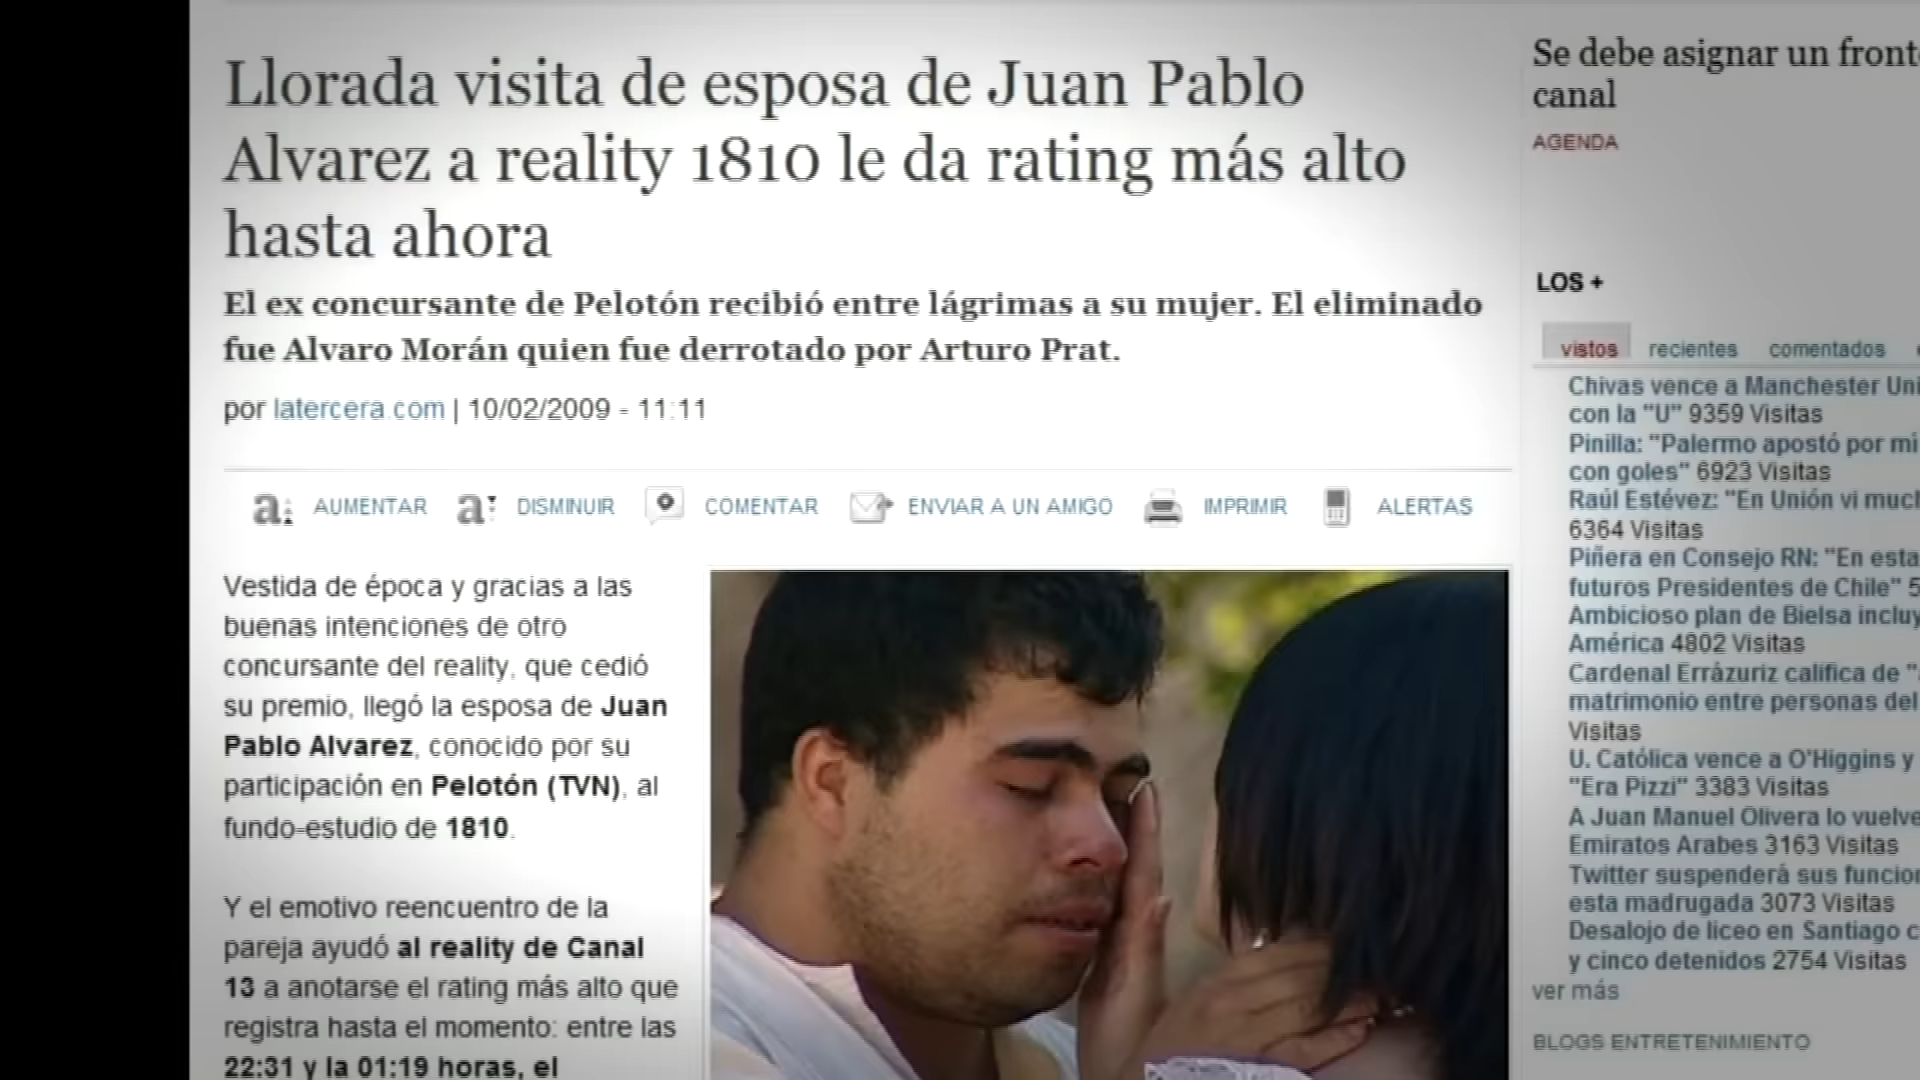 Llorada visita de esposa de Juan Pablo
Alvarez a reality 1810 le da rating más alto
hasta ahora
El ex concursante de Pelotón recibió entre lágrimas a su mujer. El eliminado
fue Alvaro Morán quien fue derrotado por Arturo Prat.
por latercera.com | 10/02/2009 - 11:11
AUMENTAR DISMINUIR COMENTAR ENVIAR A UN AMIGO IMPRIMIR ALERTAS
Vestida de época y gracias a las
buenas intenciones de otro
concursante del reality, que cedió
su premio, llegó la esposa de Juan
Pablo Alvarez, conocido por su
participación en Pelotón (TVN), al
fundo-estudio de 1810.
Y el emotivo reencuentro de la
pareja ayudó al reality de Canal
13 a anotarse el rating más alto que
registra hasta el momento: entre las
22:31 y la 01:19 horas, el
Se debe asignar un
canal
AGENDA
LOS +
vistos recientes comentados
Chivas vence a Manchester
con la "U" 9359 Visitas
Pinilla: "Palermo apostó por mi
con goles" 6923 Visitas
Raúl Estévez: "En Unión vi
6364 Visitas
Piñera en Consejo RN: "En esta
futuros Presidentes de Chile"
Ambicioso plan de Bielsa
América 4802 Visitas
Cardenal Errázuriz califica de
matrimonio entre personas del
Visitas
U. Católica vence a O'Higgins y
"Era Pizzi" 3383 Visitas
A Juan Manuel Olivera lo
Emiratos Arabes 3163 Visitas
Twitter suspenderá sus
esta madrugada 3073 Visitas
Desalojo de liceo en Santiago
y cinco detenidos 2754 Visitas
ver más
BLOGS ENTRETENIMIENTO